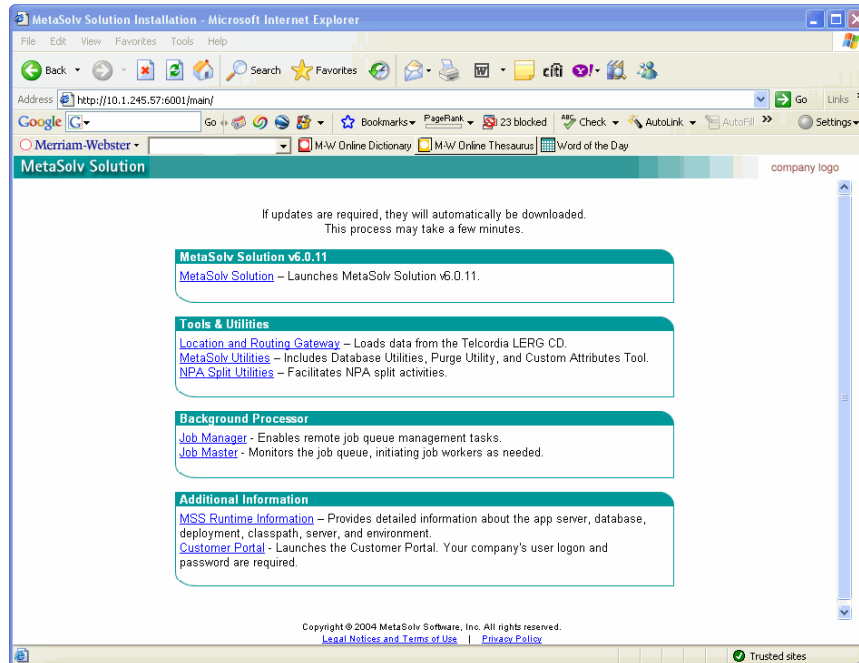 MetaSolv Solution Installation - Microsoft Internet Explorer
File Edit View Favorites Tools Help
Back Search Favorites W citi Y!
Address http://10.1.245.57:6001/main/ Go Links »
Google G Go Bookmarks PageRank 23 blocked ABC Check AutoLink AutoFill » Settings
Merriam-Webster M-W Online Dictionary M-W Online Thesaurus Word of the Day
MetaSolv Solution company logo
If updates are required, they will automatically be downloaded.
This process may take a few minutes.
MetaSolv Solution v6.0.11
MetaSolv Solution – Launches MetaSolv Solution v6.0.11.
Tools & Utilities
Location and Routing Gateway – Loads data from the Telcordia LERG CD.
MetaSolv Utilities – Includes Database Utilities, Purge Utility, and Custom Attributes Tool.
NPA Split Utilities – Facilitates NPA split activities.
Background Processor
Job Manager - Enables remote job queue management tasks.
Job Master - Monitors the job queue, initiating job workers as needed.
Additional Information
MSS Runtime Information – Provides detailed information about the app server, database,
deployment, classpath, server, and environment.
Customer Portal - Launches the Customer Portal. Your company's user logon and
password are required.
Copyright © 2004 MetaSolv Software, Inc. All rights reserved.
Legal Notices and Terms of Use | Privacy Policy
Trusted sites